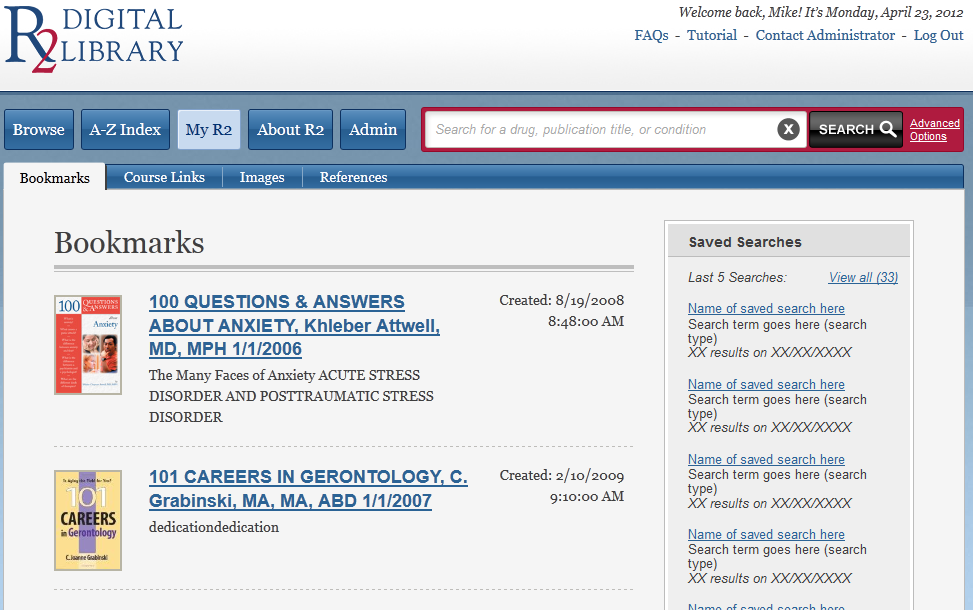 R2 DIGITAL
LIBRARY
Welcome back, Mike! It's Monday, April 23, 2012
FAQs - Tutorial - Contact Administrator - Log Out
Browse
A-Z Index
My R2
About R2
Admin
Search for a drug, publication title, or condition
X
SEARCH
Advanced
Options
Bookmarks
Course Links
Images
References
Bookmarks
100 QUESTIONS & ANSWERS
Anxiety
100 QUESTIONS & ANSWERS
ABOUT ANXIETY, Khleber Attwell,
MD, MPH 1/1/2006
The Many Faces of Anxiety ACUTE STRESS
DISORDER AND POSTTRAUMATIC STRESS
DISORDER
Created: 8/19/2008
8:48:00 AM
101
CAREERS
in Gerontology
C. Joanne Grabinski
101 CAREERS IN GERONTOLOGY, C.
Grabinski, MA, MA, ABD 1/1/2007
dedicationdedication
Created: 2/10/2009
9:10:00 AM
Saved Searches
Last 5 Searches:
View all (33)
Name of saved search here
Search term goes here (search
type)
XX results on XX/XX/XXXX
Name of saved search here
Search term goes here (search
type)
XX results on XX/XX/XXXX
Name of saved search here
Search term goes here (search
type)
XX results on XX/XX/XXXX
Name of saved search here
Search term goes here (search
type)
XX results on XX/XX/XXXX
Name of saved search here